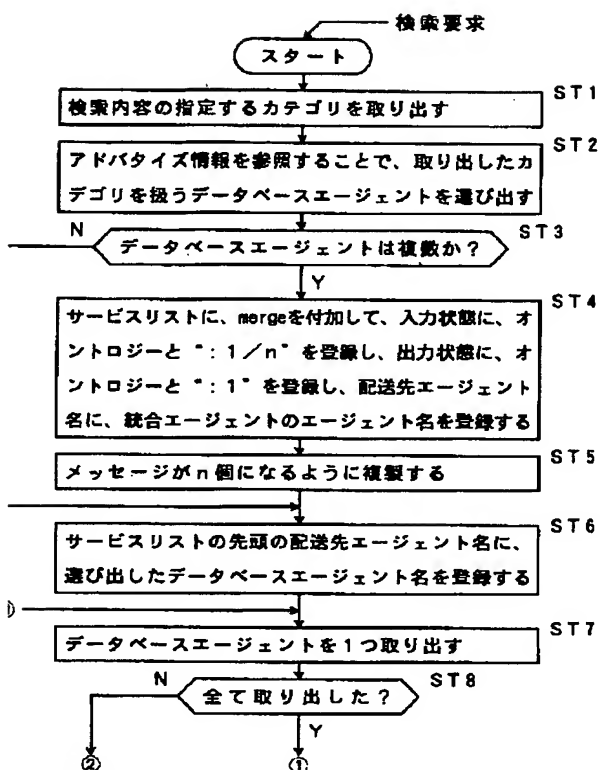 検索要求
スタート
ST1
検索内容の指定するカテゴリを取り出す
ST2
アドバタイズ情報を参照することで、取り出したカ
デゴリを扱うデータベースエージェントを選び出す
N
ST3
データベースエージェントは複数か?
Y
ST4
サービスリストに、mergeを付加して、入力状態に、オ
ントロジーと“:1/n”を登録し、出力状態に、オ
ントロジーと“:1”を登録し、配送先エージェント
名に、統合エージェントのエージェント名を登録する
ST5
メッセージがn個になるように複製する
ST6
サービスリストの先頭の配送先エージェント名に、
選び出したデータベースエージェント名を登録する
ST7
データベースエージェントを1つ取り出す
N
ST8
全て取り出した?
Y
②
①